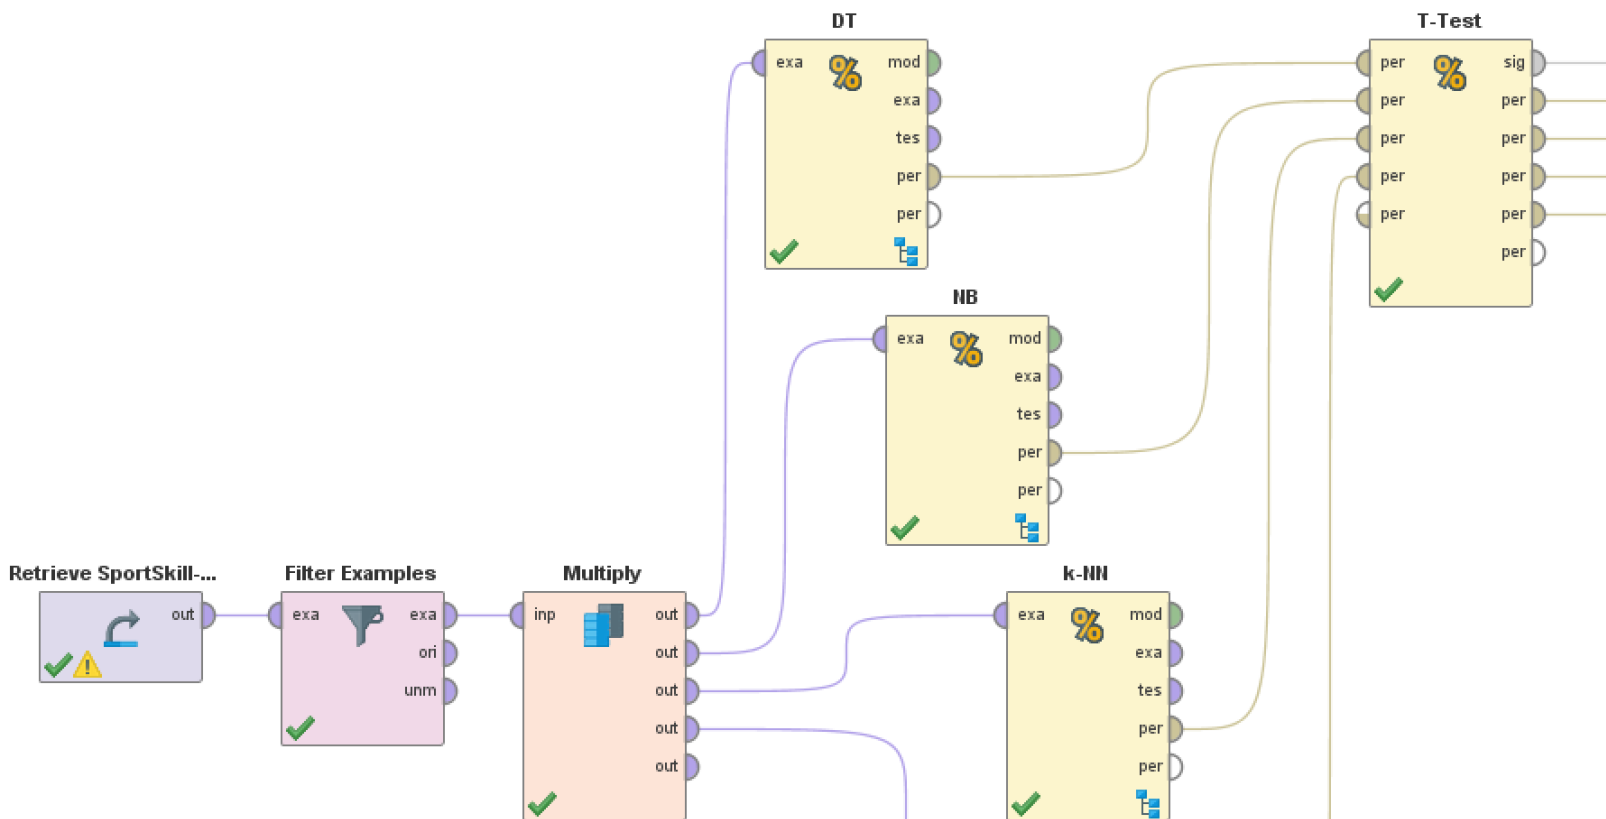 DT
exa mod
exa
tes
per
per
T-Test
per sig
per per
per per
per per
per per
per
NB
exa mod
exa
tes
per
per
Retrieve SportSkill-...
out
Filter Examples
exa exa
ori
unm
Multiply
inp out
out
out
out
out
k-NN
exa mod
exa
tes
per
per